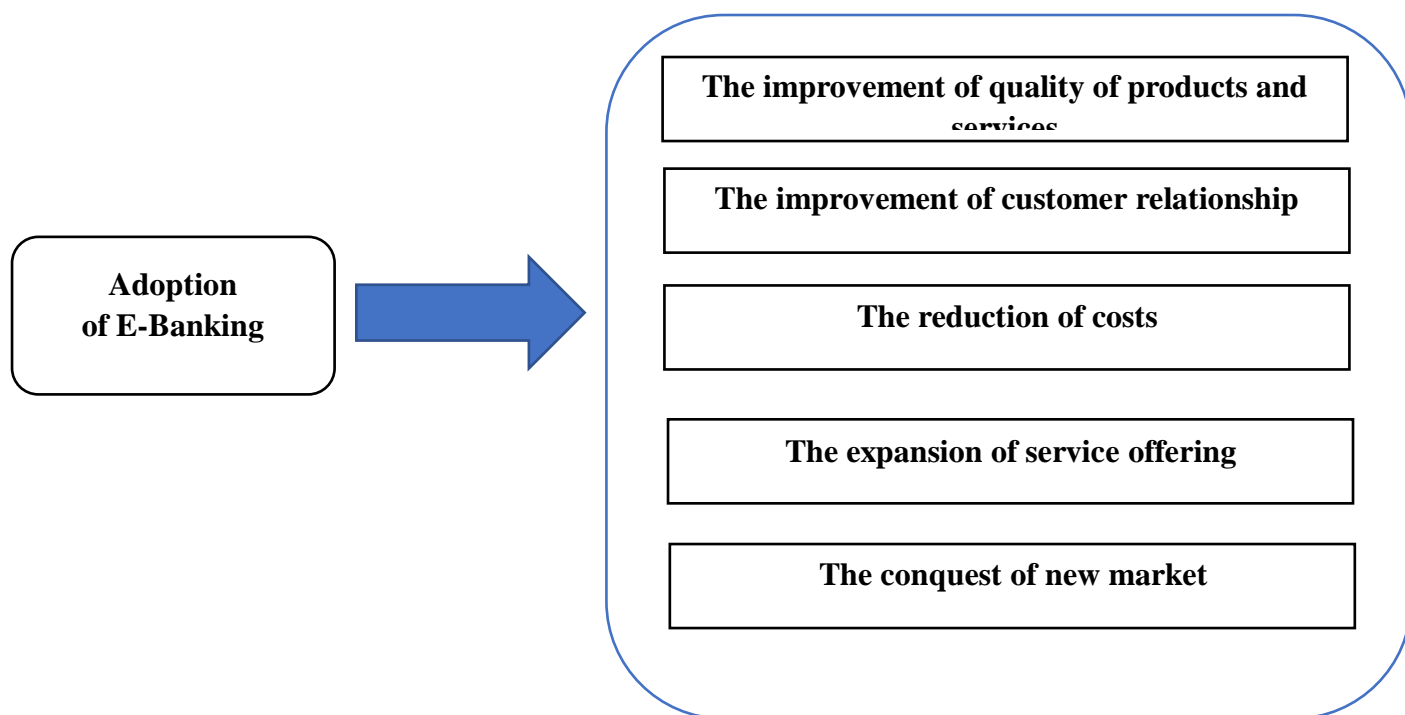 The improvement of quality of products and
services
The improvement of customer relationship
Adoption
of E-Banking
The reduction of costs
The expansion of service offering
The conquest of new market